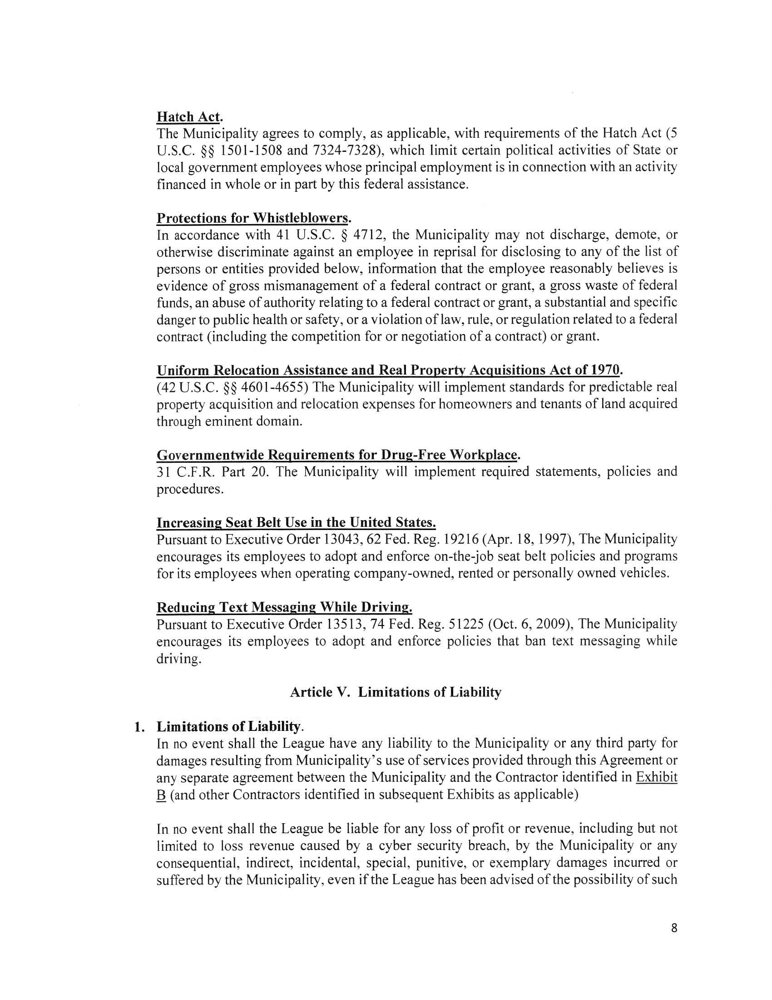 Hatch Act.
The Municipality agrees to comply, as applicable, with requirements of the Hatch Act (5
U.S.C. §§ 1501-1508 and 7324-7328), which limit certain political activities of State or
local government employees whose principal employment is in connection with an activity
financed in whole or in part by this federal assistance.
Protections for Whistleblowers.
In accordance with 41 U.S.C. § 4712, the Municipality may not discharge, demote, or
otherwise discriminate against an employee in reprisal for disclosing to any of the list of
persons or entities provided below, information that the employee reasonably believes is
evidence of gross mismanagement of a federal contract or grant, a gross waste of federal
funds, an abuse of authority relating to a federal contract or grant, a substantial and specific
danger to public health or safety, or a violation of law, rule, or regulation related to a federal
contract (including the competition for or negotiation of a contract) or grant.
Uniform Relocation Assistance and Real Property Acquisitions Act of 1970.
(42 U.S.C. §§ 4601-4655) The Municipality will implement standards for predictable real
property acquisition and relocation expenses for homeowners and tenants of land acquired
through eminent domain.
Governmentwide Requirements for Drug-Free Workplace.
31 C.F.R. Part 20. The Municipality will implement required statements, policies and
procedures.
Increasing Seat Belt Use in the United States.
Pursuant to Executive Order 13043, 62 Fed. Reg. 19216 (Apr. 18, 1997), The Municipality
encourages its employees to adopt and enforce on-the-job seat belt policies and programs
for its employees when operating company-owned, rented or personally owned vehicles.
Reducing Text Messaging While Driving.
Pursuant to Executive Order 13513, 74 Fed. Reg. 51225 (Oct. 6, 2009), The Municipality
encourages its employees to adopt and enforce policies that ban text messaging while
driving.
Article V. Limitations of Liability
1. Limitations of Liability.
In no event shall the League have any liability to the Municipality or any third party for
damages resulting from Municipality's use of services provided through this Agreement or
any separate agreement between the Municipality and the Contractor identified in Exhibit
B (and other Contractors identified in subsequent Exhibits as applicable)
In no event shall the League be liable for any loss of profit or revenue, including but not
limited to loss revenue caused by a cyber security breach, by the Municipality or any
consequential, indirect, incidental, special, punitive, or exemplary damages incurred or
suffered by the Municipality, even if the League has been advised of the possibility of such
8